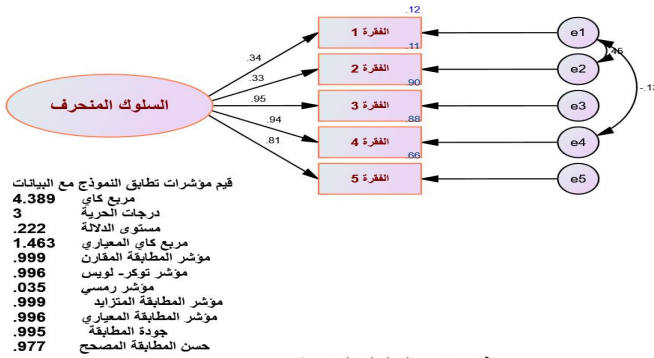 .12
الفقرة 1
e1
.11
.34
.45
الفقرة 2
e2
.33
.90
السلوك المنحرف
.95
الفقرة 3
e3
-.13
.88
.94
الفقرة 4
e4
.81
.66
الفقرة 5
e5
قيم مؤشرات تطابق النموذج مع البيانات
مربع كاي 4.389
درجات الحرية 3
مستوى الدلالة .222
مربع كاي المعياري 1.463
مؤشر المطابقة المقارن .999
مؤشر توكر- لويس .996
مؤشر رمسي .035
مؤشر المطابقة المتزايد .999
مؤشر المطابقة المعياري .996
جودة المطابقة .995
حسن المطابقة المصحح .977